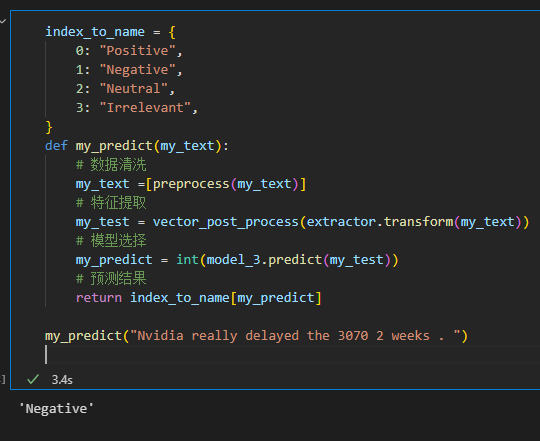 index_to_name = {
    0: "Positive",
    1: "Negative",
    2: "Neutral",
    3: "Irrelevant",
}
def my_predict(my_text):
    # 数据清洗
    my_text =[preprocess(my_text)]
    # 特征提取
    my_test = vector_post_process(extractor.transform(my_text))
    # 模型选择
    my_predict = int(model_3.predict(my_test))
    # 预测结果
    return index_to_name[my_predict]

my_predict("Nvidia really delayed the 3070 2 weeks . ")
] ✓ 3.4s
'Negative'